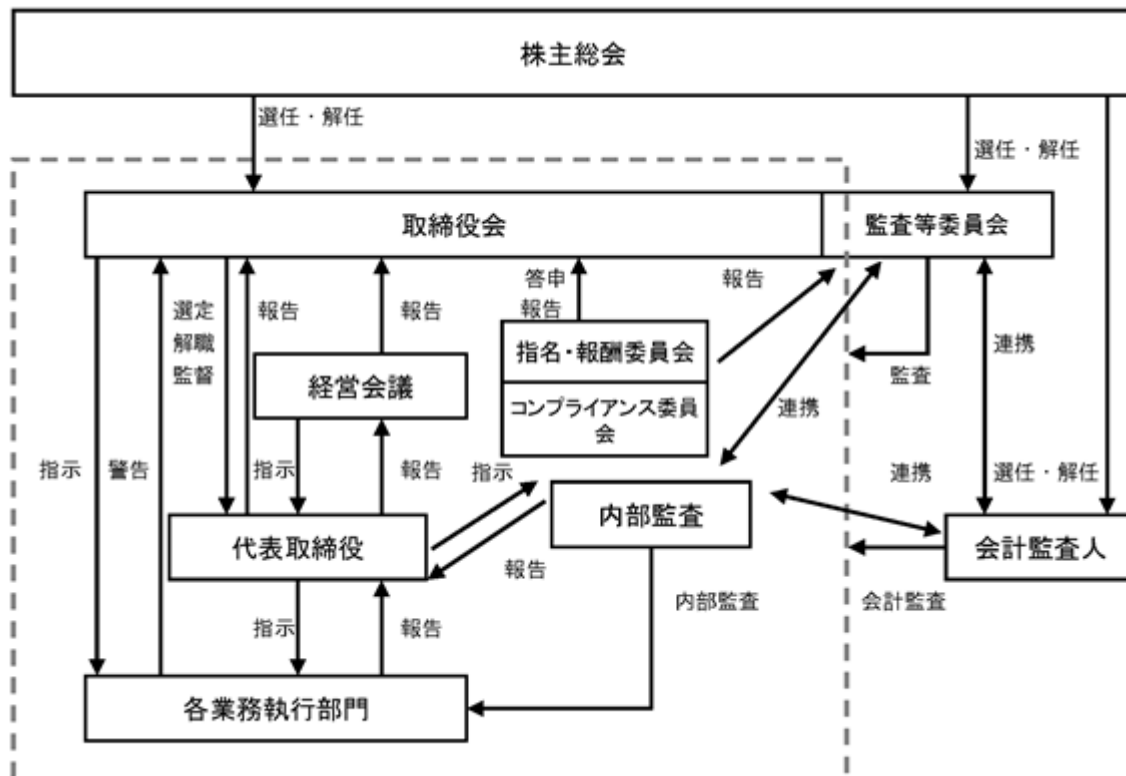 株主総会
選任・解任
選任・解任
取締役会
監査等委員会
選定
解職
監督
報告
報告
答申
報告
報告
指名・報酬委員会
コンプライアンス委員
会
経営会議
監査
連携
連携
指示
警告
指示
報告
指示
内部監査
連携
選任・解任
代表取締役
会計監査人
報告
内部監査
会計監査
指示
報告
各業務執行部門